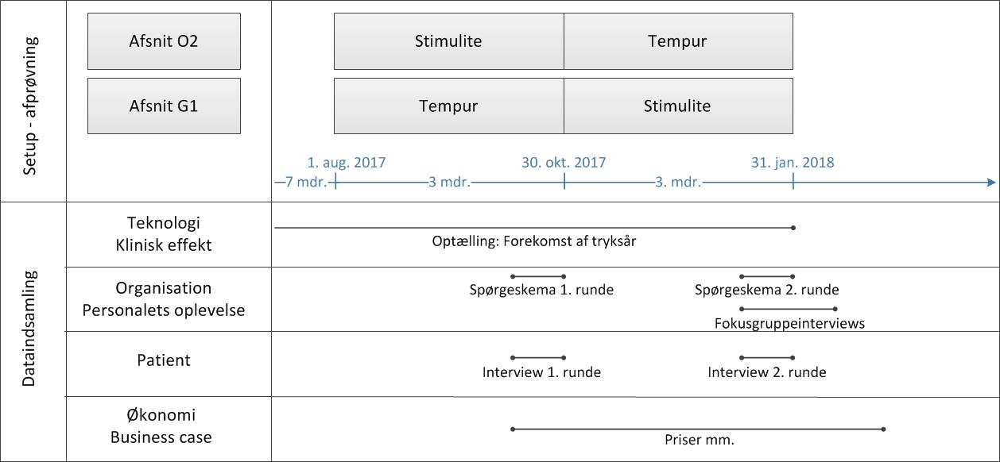 Setup - afprøvning
Afsnit O2
Stimulite
Tempur
Afsnit G1
Tempur
Stimulite
1. aug. 2017
30. okt. 2017
31. jan. 2018
7 mdr.
3 mdr.
3. mdr.
Dataindsamling
Teknologi
Klinisk effekt
Optælling: Forekomst af tryksår
Organisation
Personalets oplevelse
Spørgeskema 1. runde
Spørgeskema 2. runde
Fokusgruppeinterviews
Patient
Interview 1. runde
Interview 2. runde
Økonomi
Business case
Priser mm.